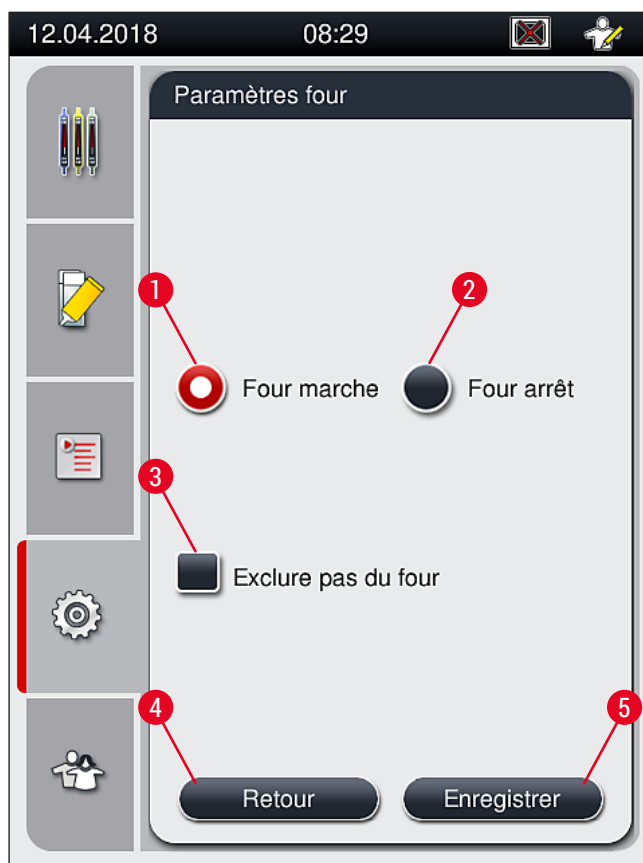 12.04.2018 08:29
Paramètres four
1 2
Four marche Four arrêt
3
Exclure pas du four
4 5
Retour Enregistrer